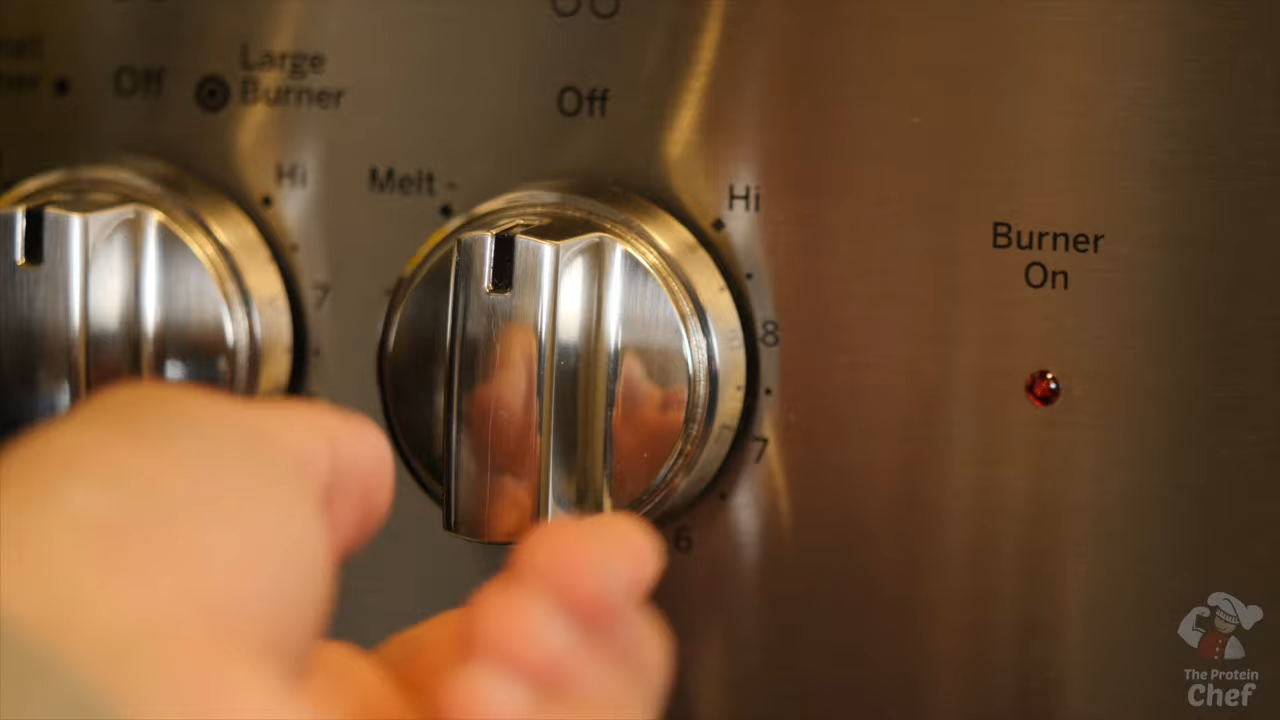 Off
Large
Burner
Off
Hi
Melt
Hi
Burner
On
7
8
7
6
The Protein
Chef